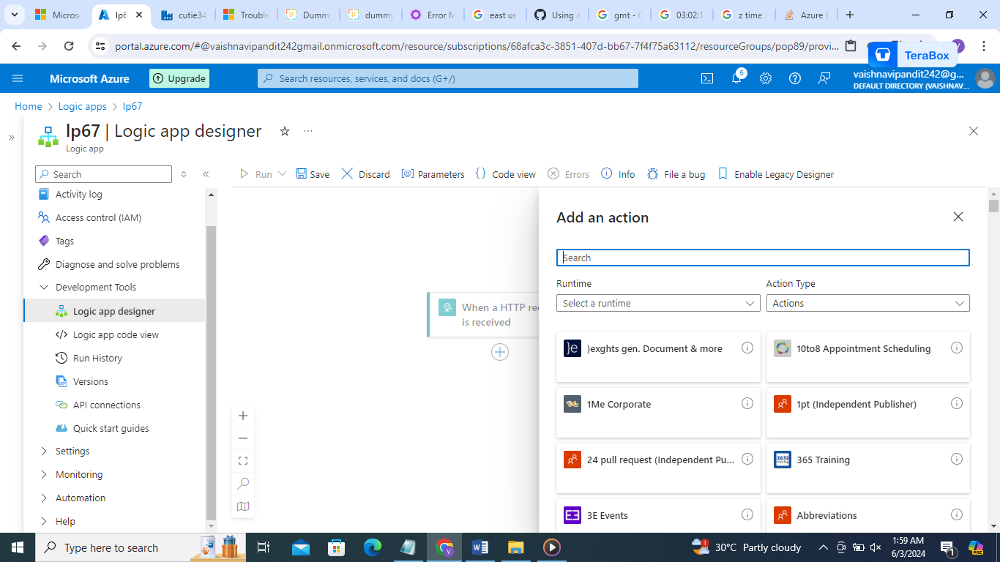 Microso
lp6
cutie34
Trouble
Dummy
dummy
Error M
east us
Using a
gmt - G
03:02:1
z time z
Azure E
portal.azure.com/#@vaishnavipandit242gmail.onmicrosoft.com/resource/subscriptions/68afca3c-3851-407d-bb67-7f4f75a63112/resourceGroups/pop89/provi...
TeraBox
Microsoft Azure
Upgrade
Search resources, services, and docs (G+/)
6
vaishnavipandit242@g...
DEFAULT DIRECTORY (VAISHNAV...
Home > Logic apps > lp67
lp67 | Logic app designer
Logic app
Search
Run
Save
Discard
Parameters
Code view
Errors
Info
File a bug
Enable Legacy Designer
Activity log
Access control (IAM)
Tags
Diagnose and solve problems
Development Tools
Logic app designer
Logic app code view
Run History
Versions
API connections
Quick start guides
Settings
Monitoring
Automation
Help
When a HTTP req
is received
Add an action
Search
Runtime
Action Type
Select a runtime
Actions
}exghts gen. Document & more
10to8 Appointment Scheduling
1Me Corporate
1pt (Independent Publisher)
24 pull request (Independent Pu...
365 Training
3E Events
Abbreviations
Type here to search
30°C Partly cloudy
1:59 AM
6/3/2024